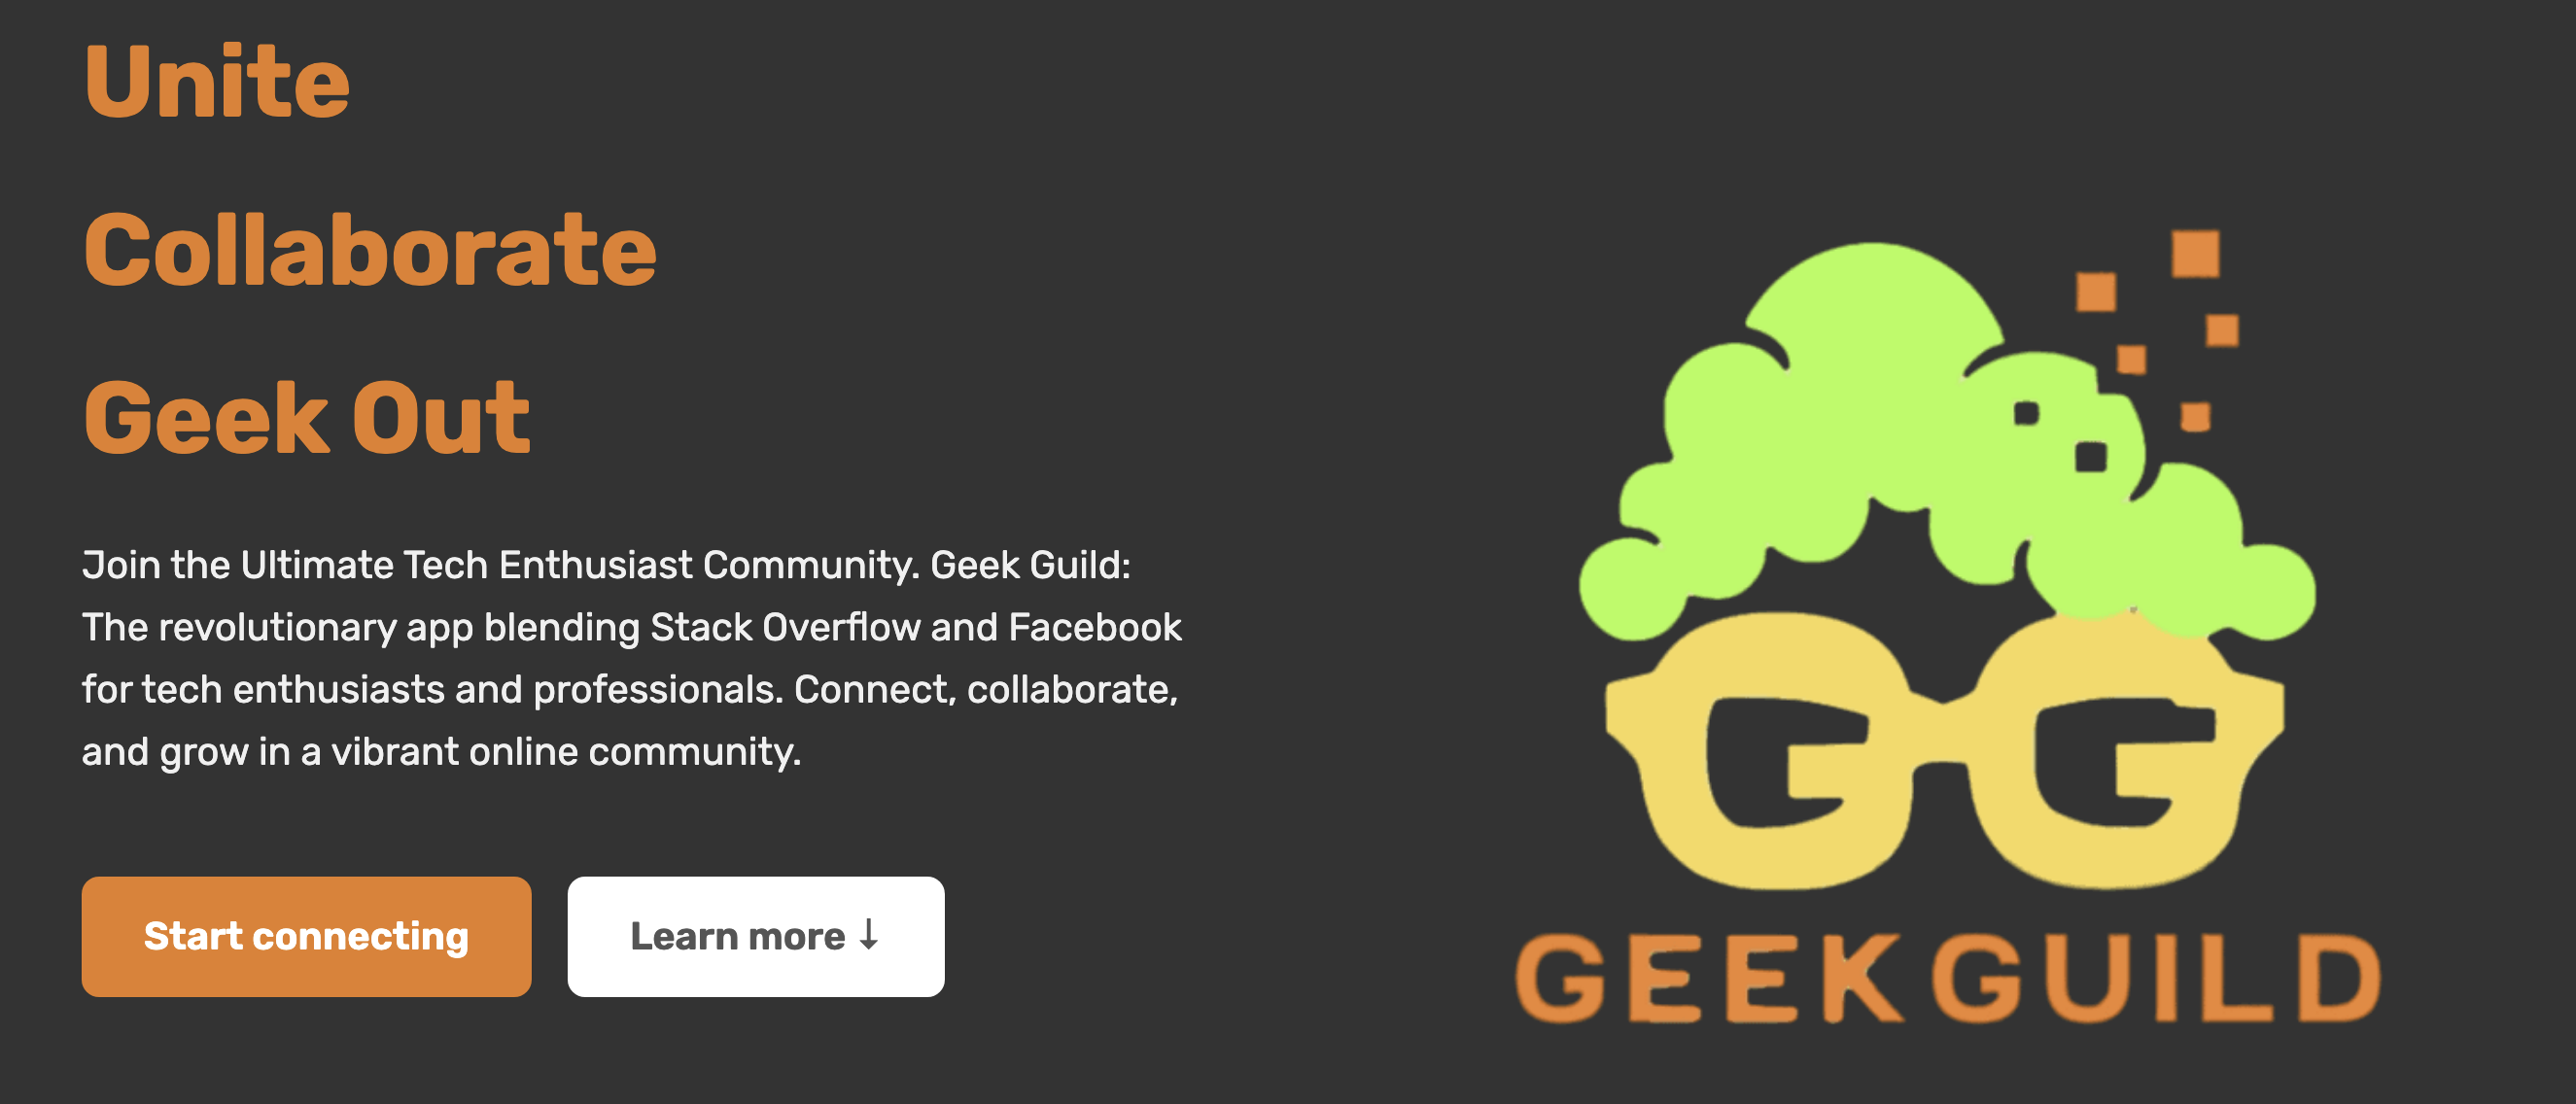 Unite
Collaborate
Geek Out
Join the Ultimate Tech Enthusiast Community. Geek Guild:
The revolutionary app blending Stack Overflow and Facebook
for tech enthusiasts and professionals. Connect, collaborate,
and grow in a vibrant online community.
Start connecting
Learn more ↓
GG
GEEKGUILD